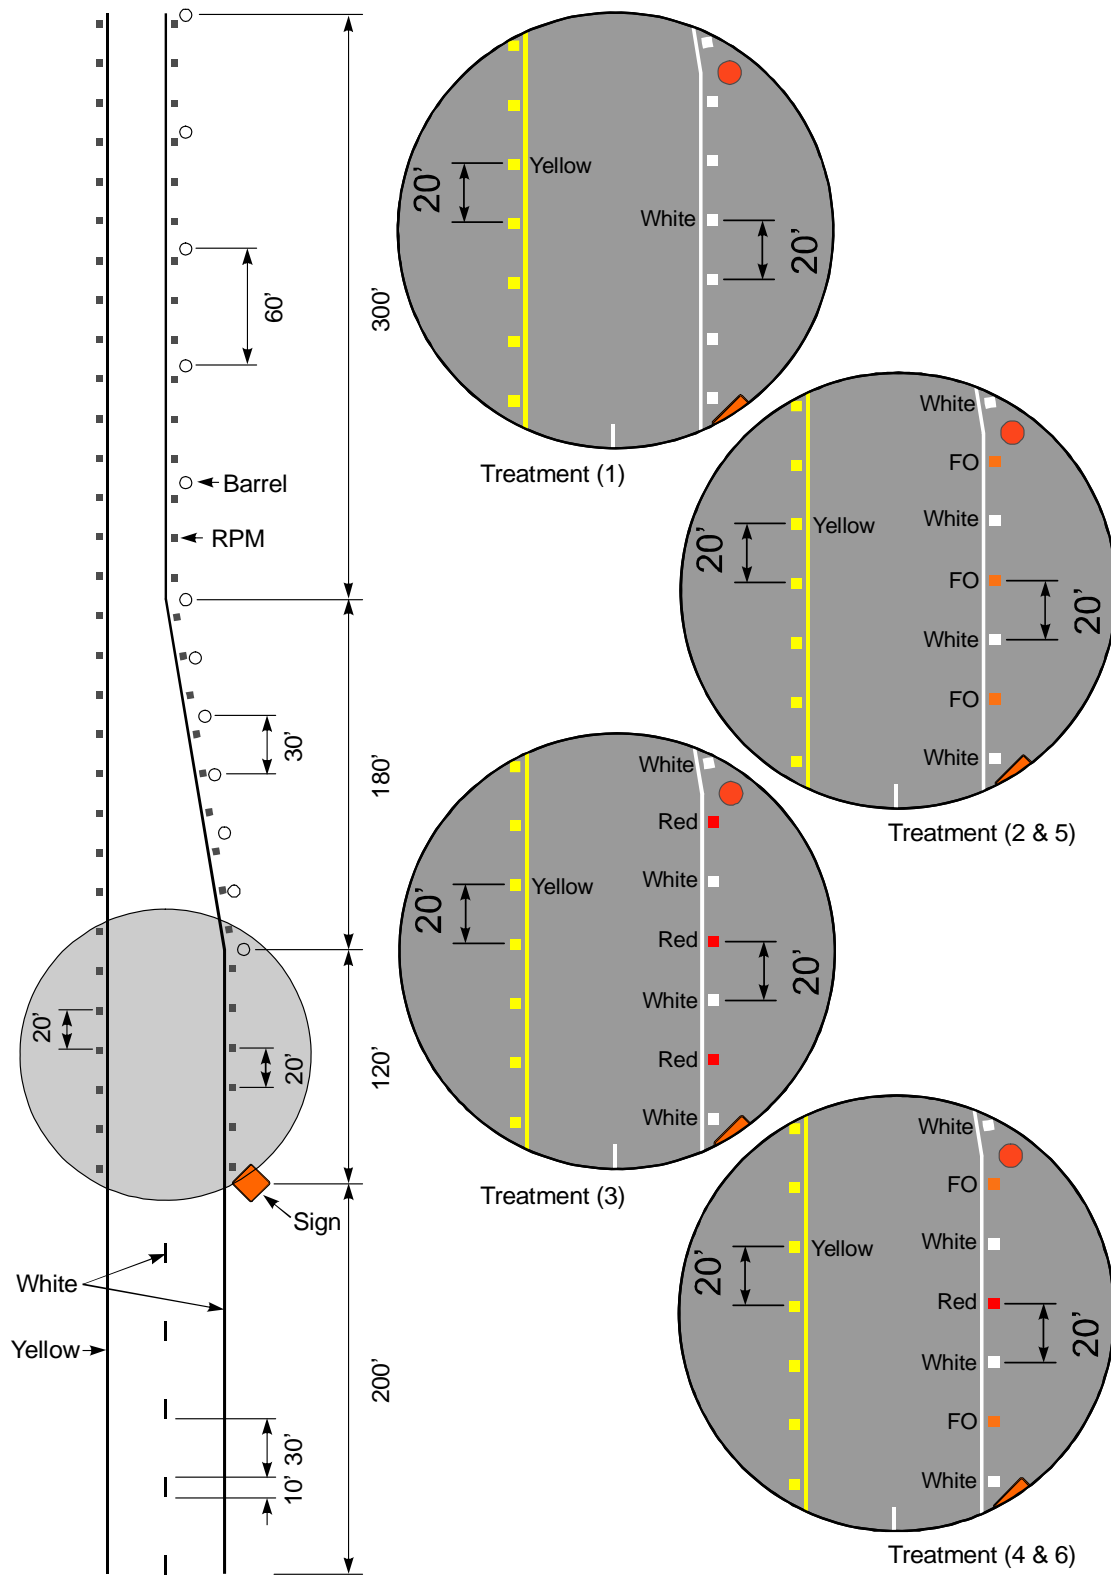 60’
300’
Barrel
RPM
30’
180’
20’
20’
120’
Sign
White
Yellow
200’
10’ 30’
20’
Yellow
White
20’
Treatment (1)
White
FO
20’
Yellow
White
FO
20’
White
FO
White
Treatment (2 & 5)
White
Red
White
20’
Yellow
Red
20’
White
Red
White
Treatment (3)
White
FO
White
20’
Yellow
Red
20’
White
FO
White
Treatment (4 & 6)